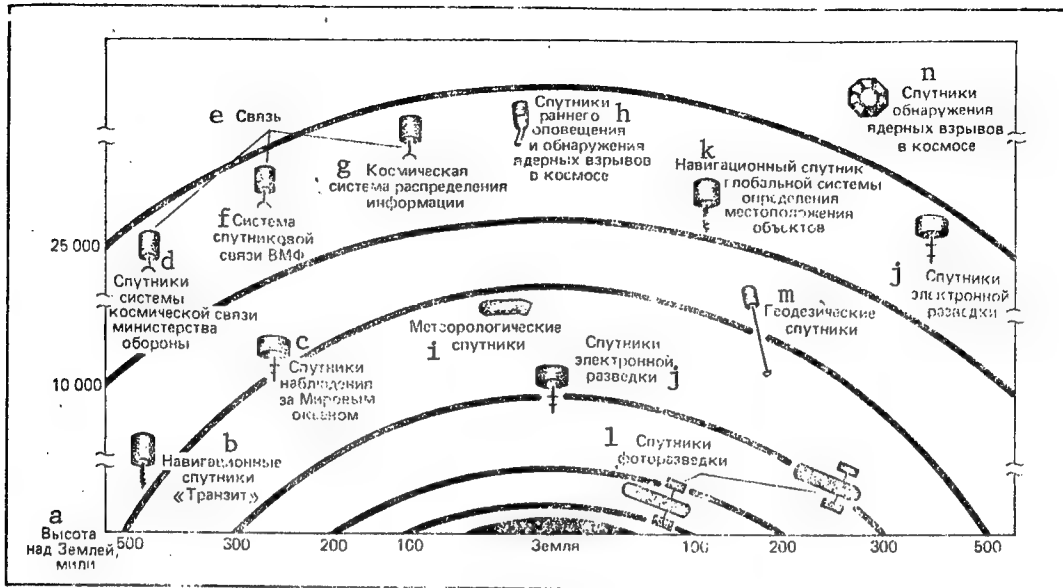 n
Спутники
обнаружения
ядерных взрывов
в космосе
e Связь
Спутники
раннего h
оповещения
и обнаружения
ядерных взрывов
в космосе
g Космическая
система распределения
информации
k
Навигационный спутник
глобальной системы
определения
местоположения
объектов
f Система
спутниковой
связи ВМФ
25 000
d
Спутники
системы
космической связи
министерства
обороны
j
Спутники
электронной
разведки
m
Геодезические
спутники
Метеорологические
i спутники
c
Спутники
наблюдения
за Мировым
океаном
Спутники
электронной
разведки j
10 000
b
Навигационные
спутники
«Транзит»
l Спутники
фоторазведки
a
Высота
над Землей,
мили
500 300 200 100 Земля 100 200 300 500